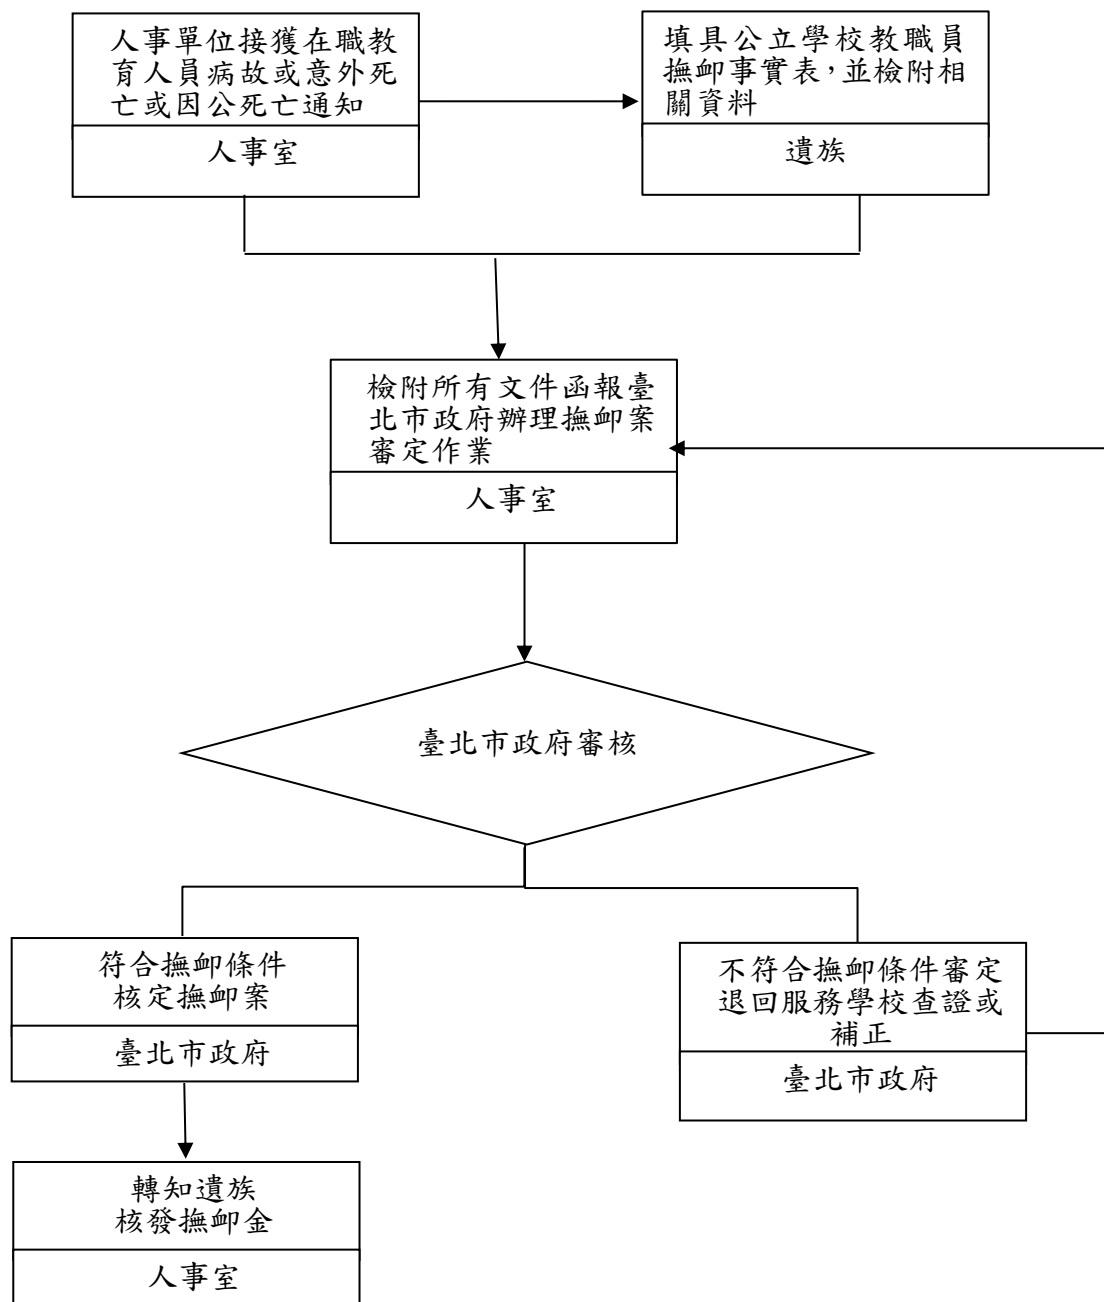 人事單位接獲在職教
育人員病故或意外死
亡或因公死亡通知
人事室
填具公立學校教職員
撫卹事實表，並檢附相
關資料
遺族
檢附所有文件函報臺
北市政府辦理撫卹案
審定作業
人事室
臺北市政府審核
符合撫卹條件
核定撫卹案
臺北市政府
不符合撫卹條件審定
退回服務學校查證或
補正
臺北市政府
轉知遺族
核發撫卹金
人事室